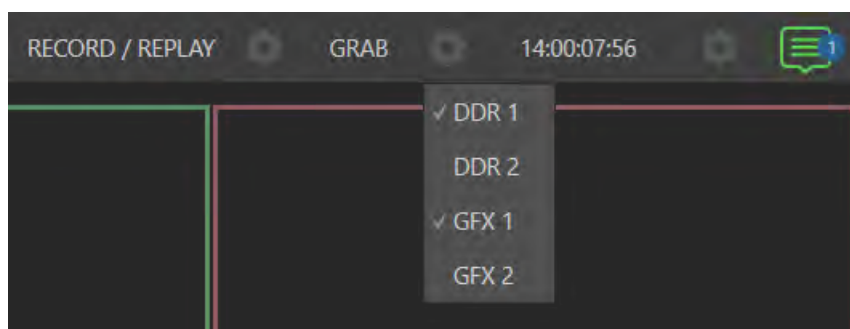 RECORD / REPLAY GRAB 14:00:07:56 1
✓ DDR 1
DDR 2
✓ GFX 1
GFX 2